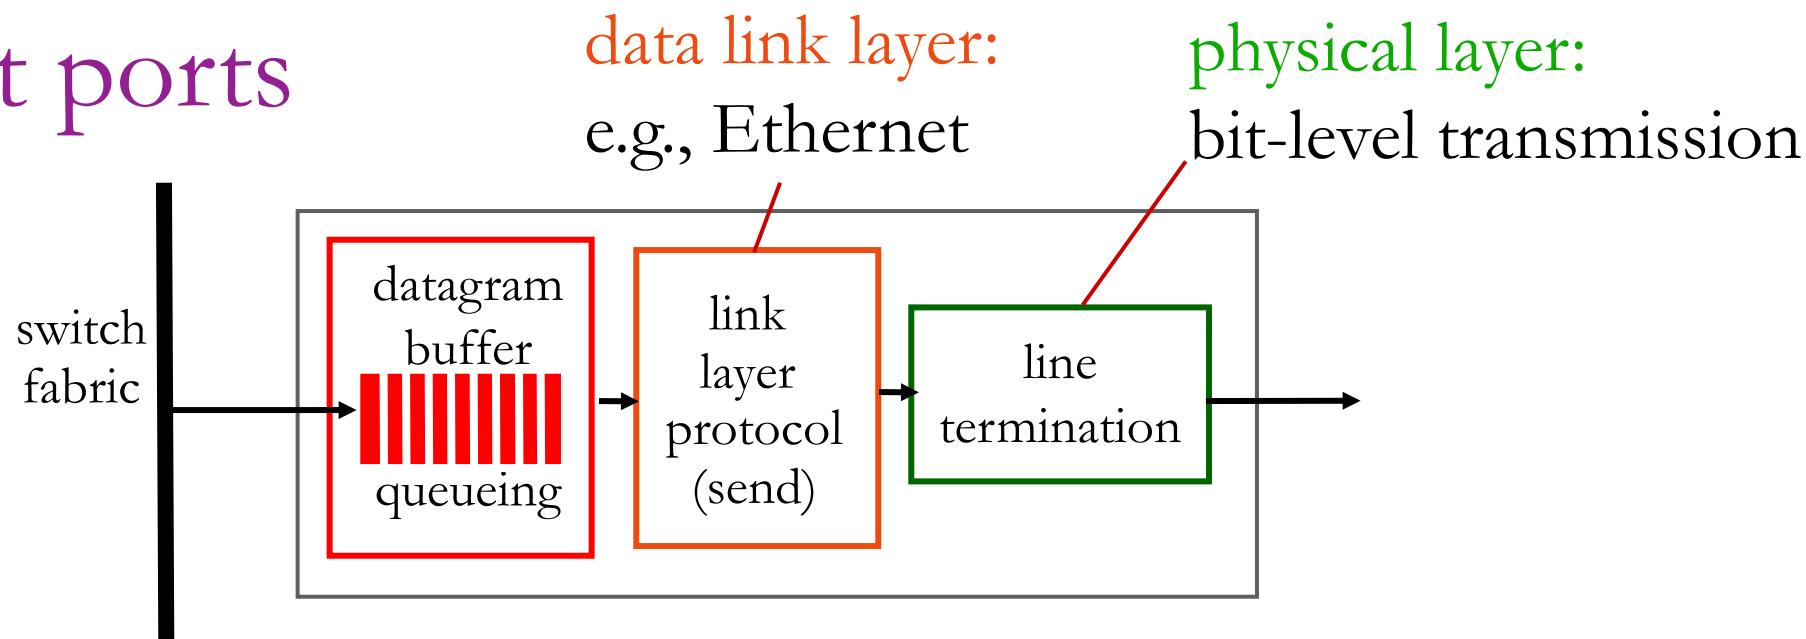 t ports
data link layer:
e.g., Ethernet
physical layer:
bit-level transmission
switch
fabric
datagram
buffer
queueing
link
layer
protocol
(send)
line
termination